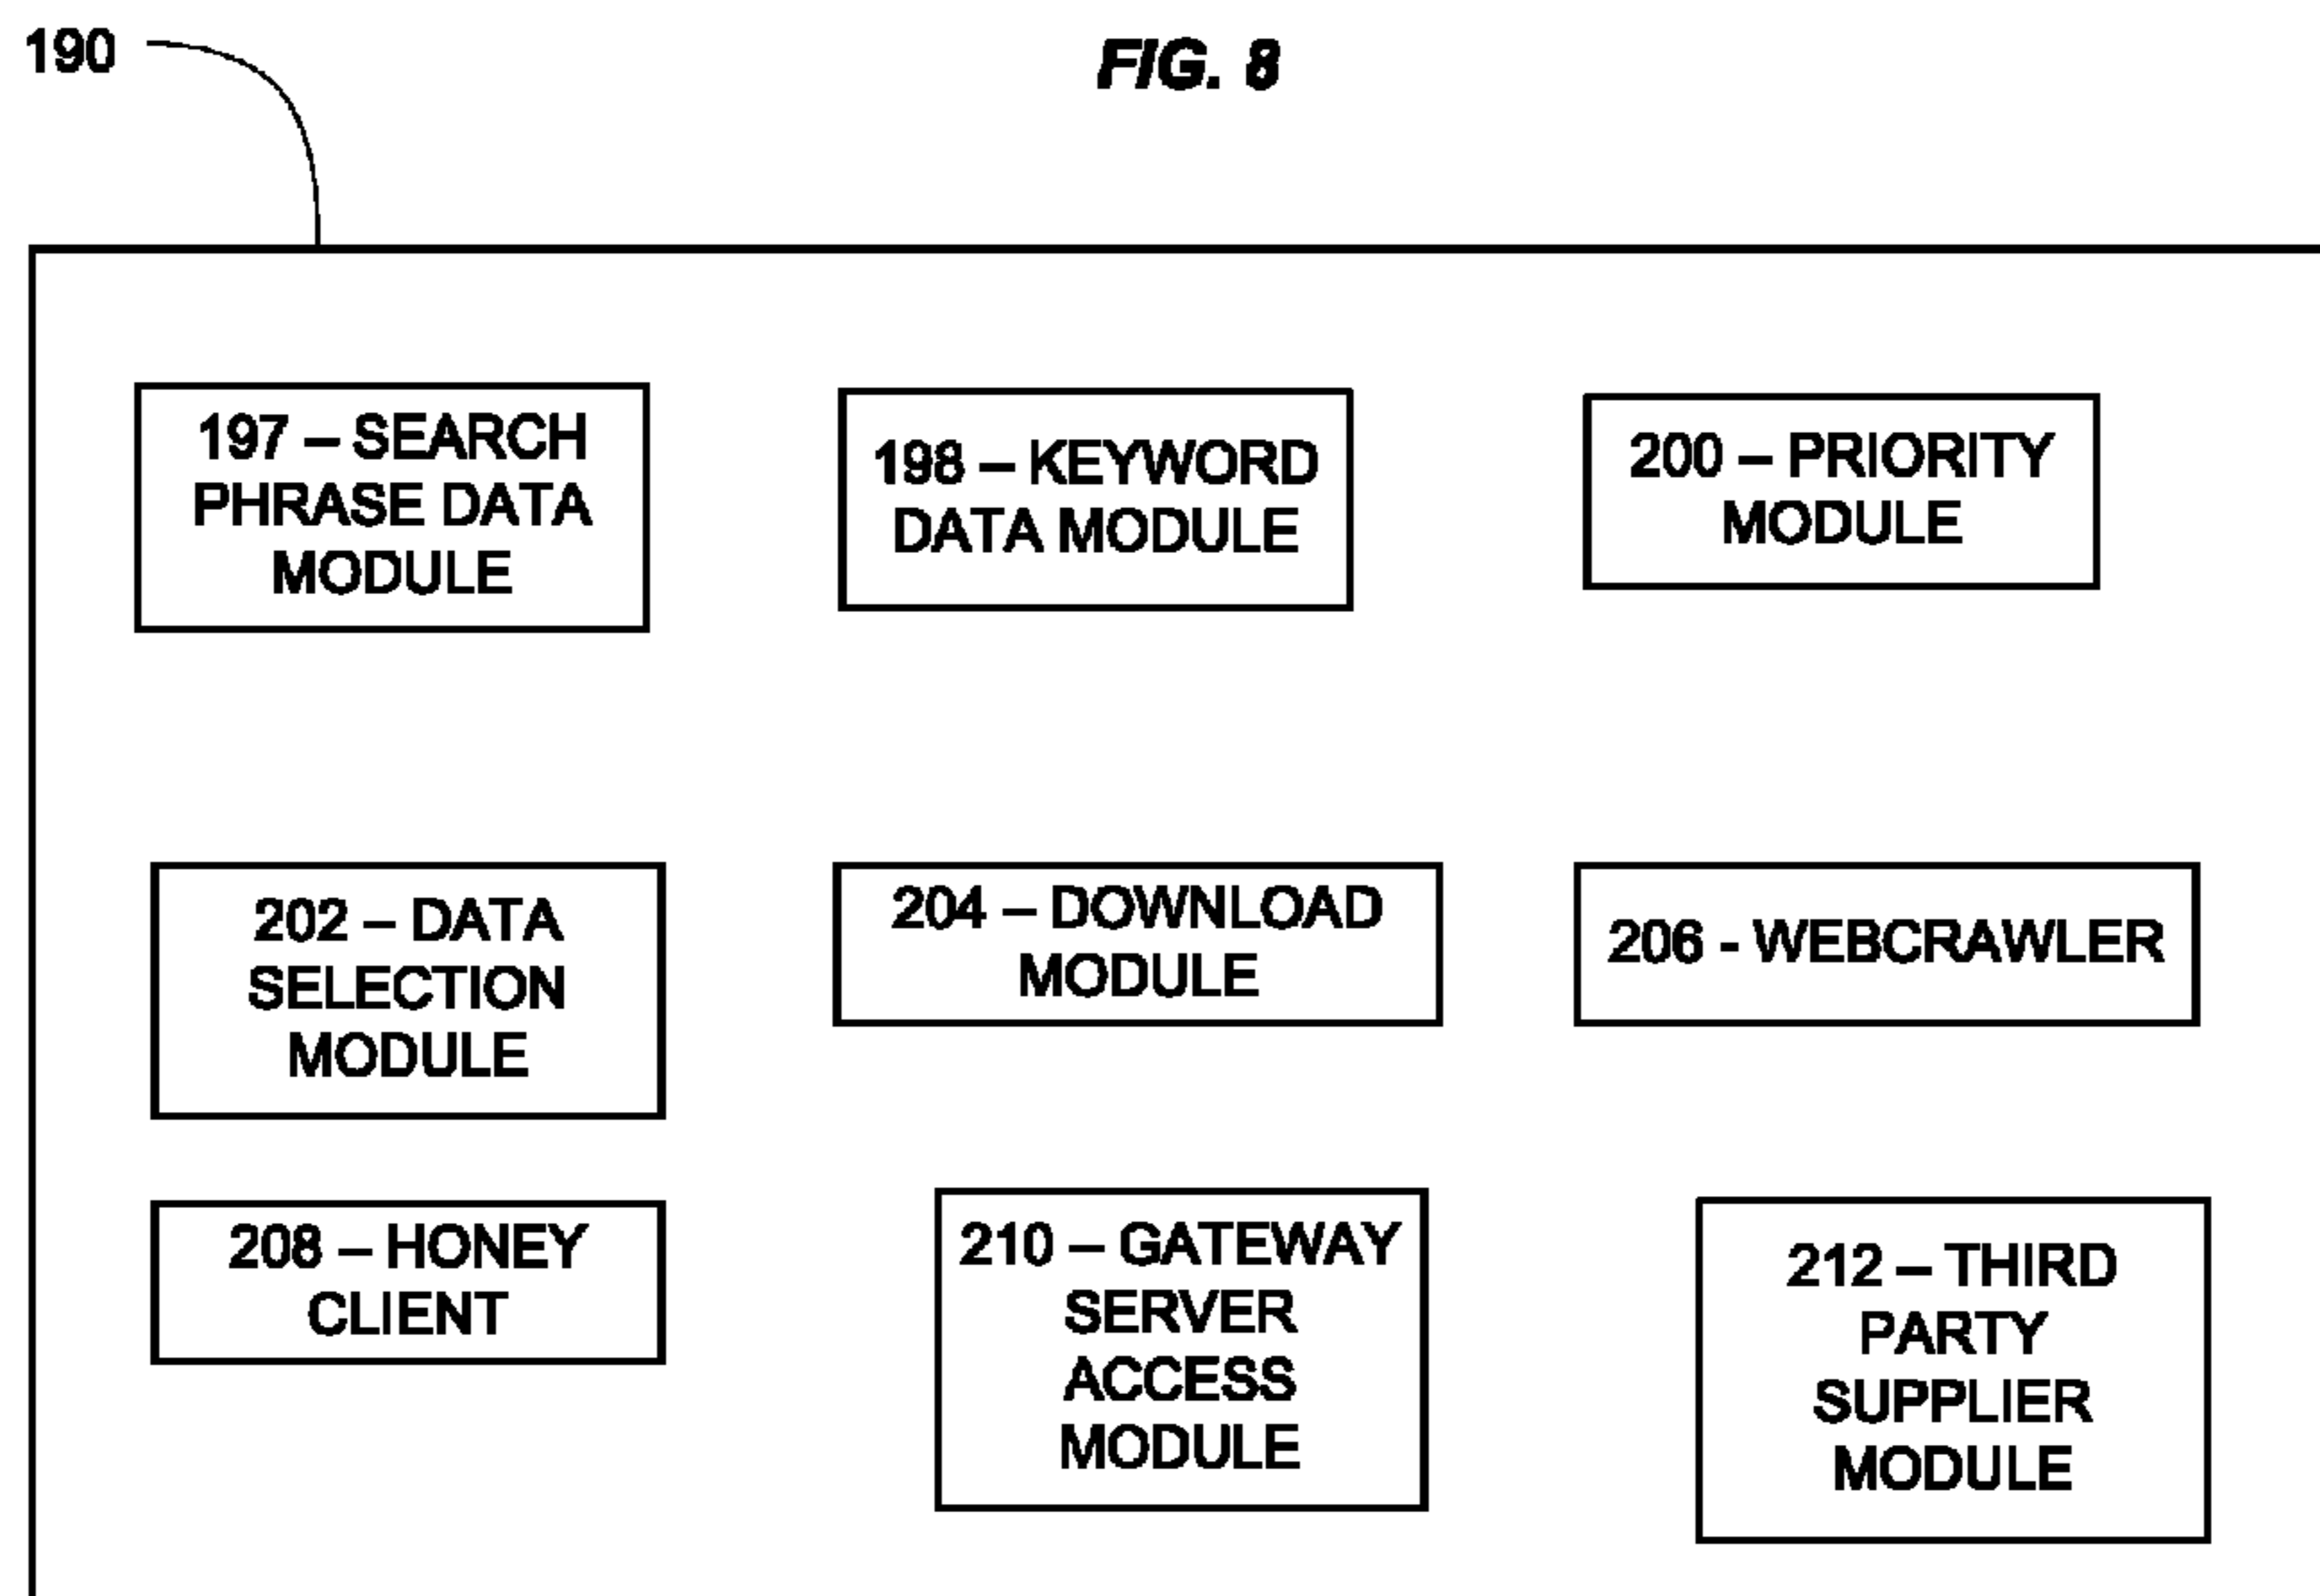 190
FIG. 8
197 – SEARCH
PHRASE DATA
MODULE
198 – KEYWORD
DATA MODULE
200 – PRIORITY
MODULE
202 – DATA
SELECTION
MODULE
204 – DOWNLOAD
MODULE
206 - WEBCRAWLER
208 – HONEY
CLIENT
210 – GATEWAY
SERVER
ACCESS
MODULE
212 – THIRD
PARTY
SUPPLIER
MODULE